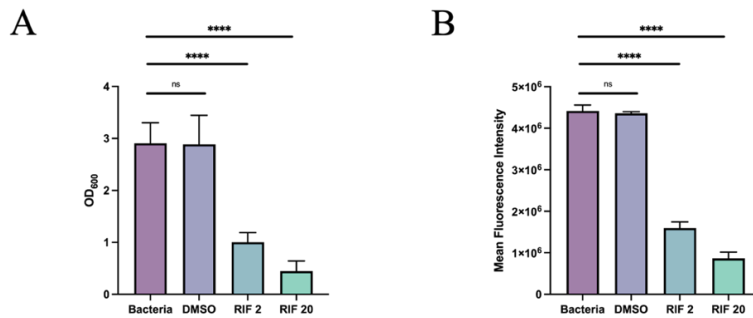 A
****
****
ns
4
3
2
1
0
OD600
Bacteria DMSO RIF 2 RIF 20
B
****
****
ns
5×10⁶
4×10⁶
3×10⁶
2×10⁶
1×10⁶
0
Mean Fluorescence Intensity
Bacteria DMSO RIF 2 RIF 20